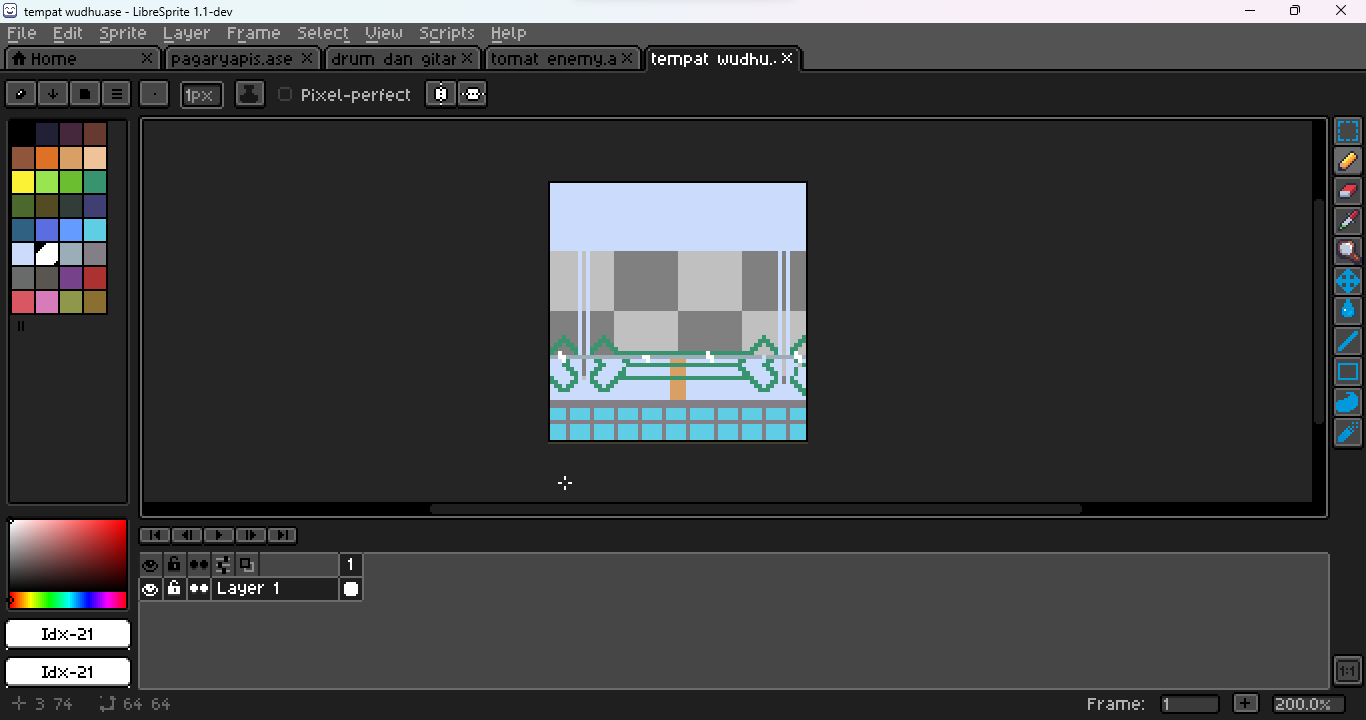 tempat wudhu.ase - LibreSprite 1.1-dev
File Edit Sprite Layer Frame Select View Scripts Help
Home pagaryapis.ase drum dan gitar tomat enemy.a tempat wudhu.
1px Pixel-perfect
1
Layer 1
Idx-21
Idx-21
3 74 64 64 Frame: 1 + 200.0% 1:1